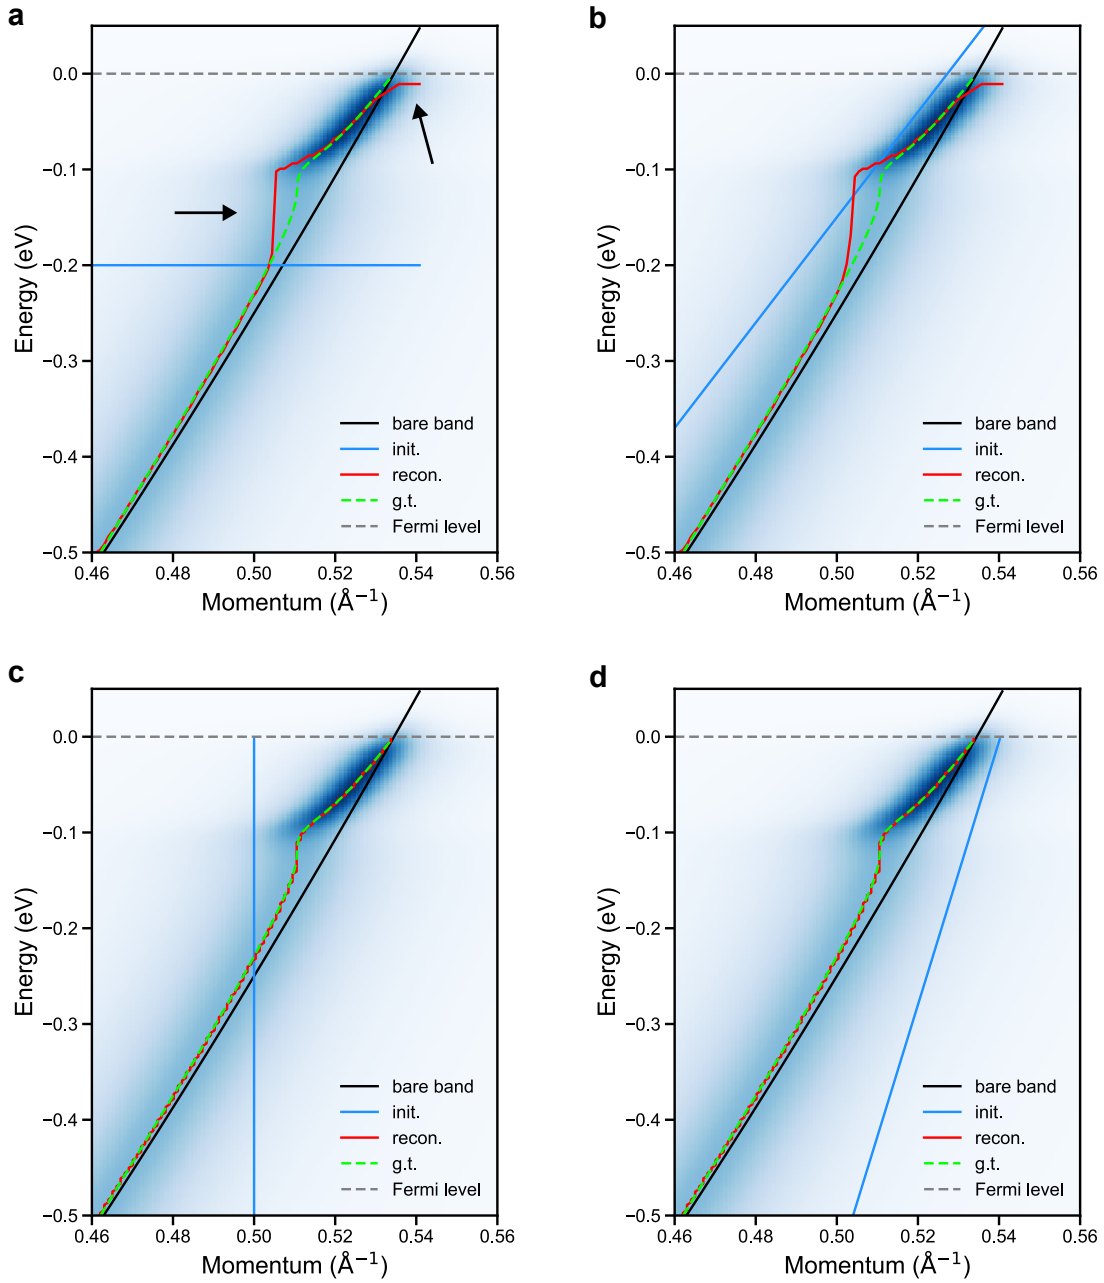 a
0.0
−0.1
−0.2
−0.3
−0.4
−0.5
Energy (eV)
0.46
0.48
0.50
0.52
0.54
0.56
Momentum (Å⁻¹)
bare band
init.
recon.
g.t.
Fermi level
b
0.0
−0.1
−0.2
−0.3
−0.4
−0.5
Energy (eV)
0.46
0.48
0.50
0.52
0.54
0.56
Momentum (Å⁻¹)
bare band
init.
recon.
g.t.
Fermi level
c
0.0
−0.1
−0.2
−0.3
−0.4
−0.5
Energy (eV)
0.46
0.48
0.50
0.52
0.54
0.56
Momentum (Å⁻¹)
bare band
init.
recon.
g.t.
Fermi level
d
0.0
−0.1
−0.2
−0.3
−0.4
−0.5
Energy (eV)
0.46
0.48
0.50
0.52
0.54
0.56
Momentum (Å⁻¹)
bare band
init.
recon.
g.t.
Fermi level